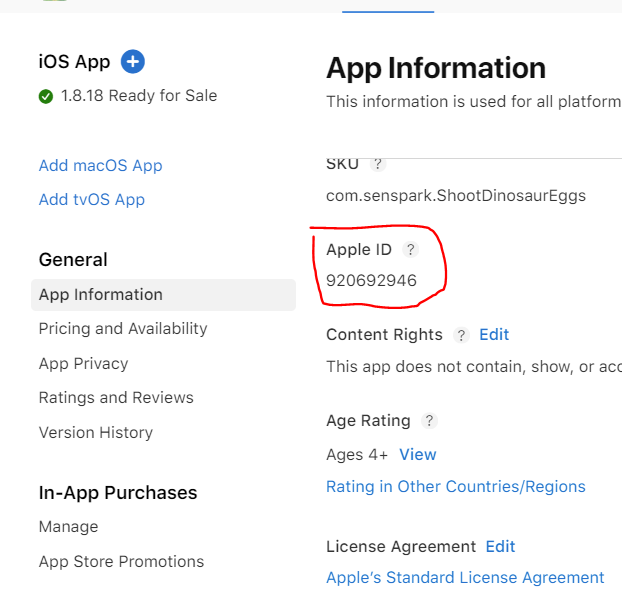 iOS App
1.8.18 Ready for Sale
Add macOS App
Add tvOS App
General
App Information
Pricing and Availability
App Privacy
Ratings and Reviews
Version History
In-App Purchases
Manage
App Store Promotions
App Information
This information is used for all platform
SKU ?
com.senspark.ShootDinosaurEggs
Apple ID ?
920692946
Content Rights ? Edit
This app does not contain, show, or acc
Age Rating ?
Ages 4+ View
Rating in Other Countries/Regions
License Agreement Edit
Apple's Standard License Agreement